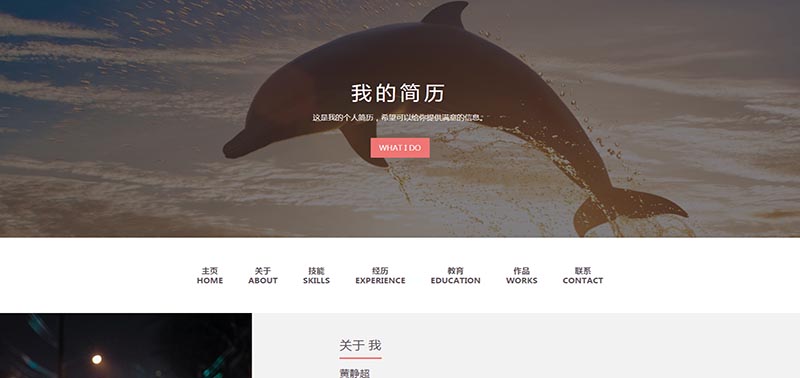 我的简历
这是我的个人简历，希望可以给你提供满意的信息。
WHAT I DO
主页 关于 技能 经历 教育 作品 联系
HOME ABOUT SKILLS EXPERIENCE EDUCATION WORKS CONTACT
关于 我
黄静超